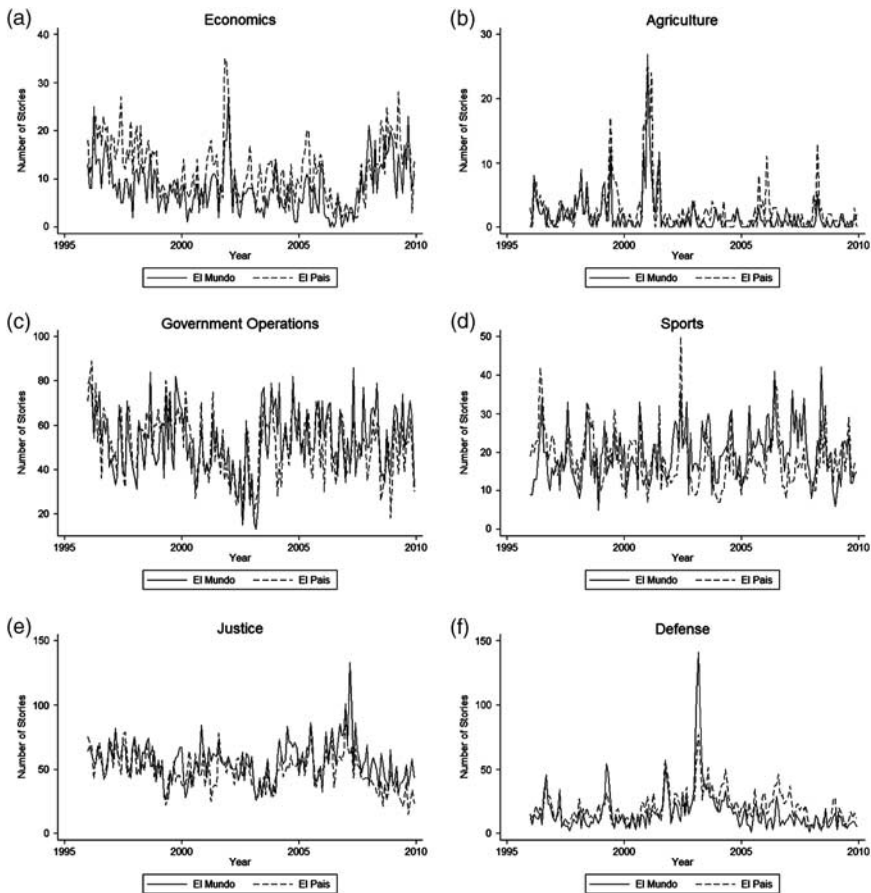 (a) Economics
Number of Stories
40
30
20
10
0
1995 2000 2005 2010
Year
El Mundo El Pais
(b) Agriculture
Number of Stories
30
20
10
0
1995 2000 2005 2010
Year
El Mundo El Pais
(c) Government Operations
Number of Stories
100
80
60
40
20
1995 2000 2005 2010
Year
El Mundo El Pais
(d) Sports
Number of Stories
50
40
30
20
10
0
1995 2000 2005 2010
Year
El Mundo El Pais
(e) Justice
Number of Stories
150
100
50
0
1995 2000 2005 2010
Year
El Mundo El Pais
(f) Defense
Number of Stories
150
100
50
0
1995 2000 2005 2010
Year
El Mundo El Pais